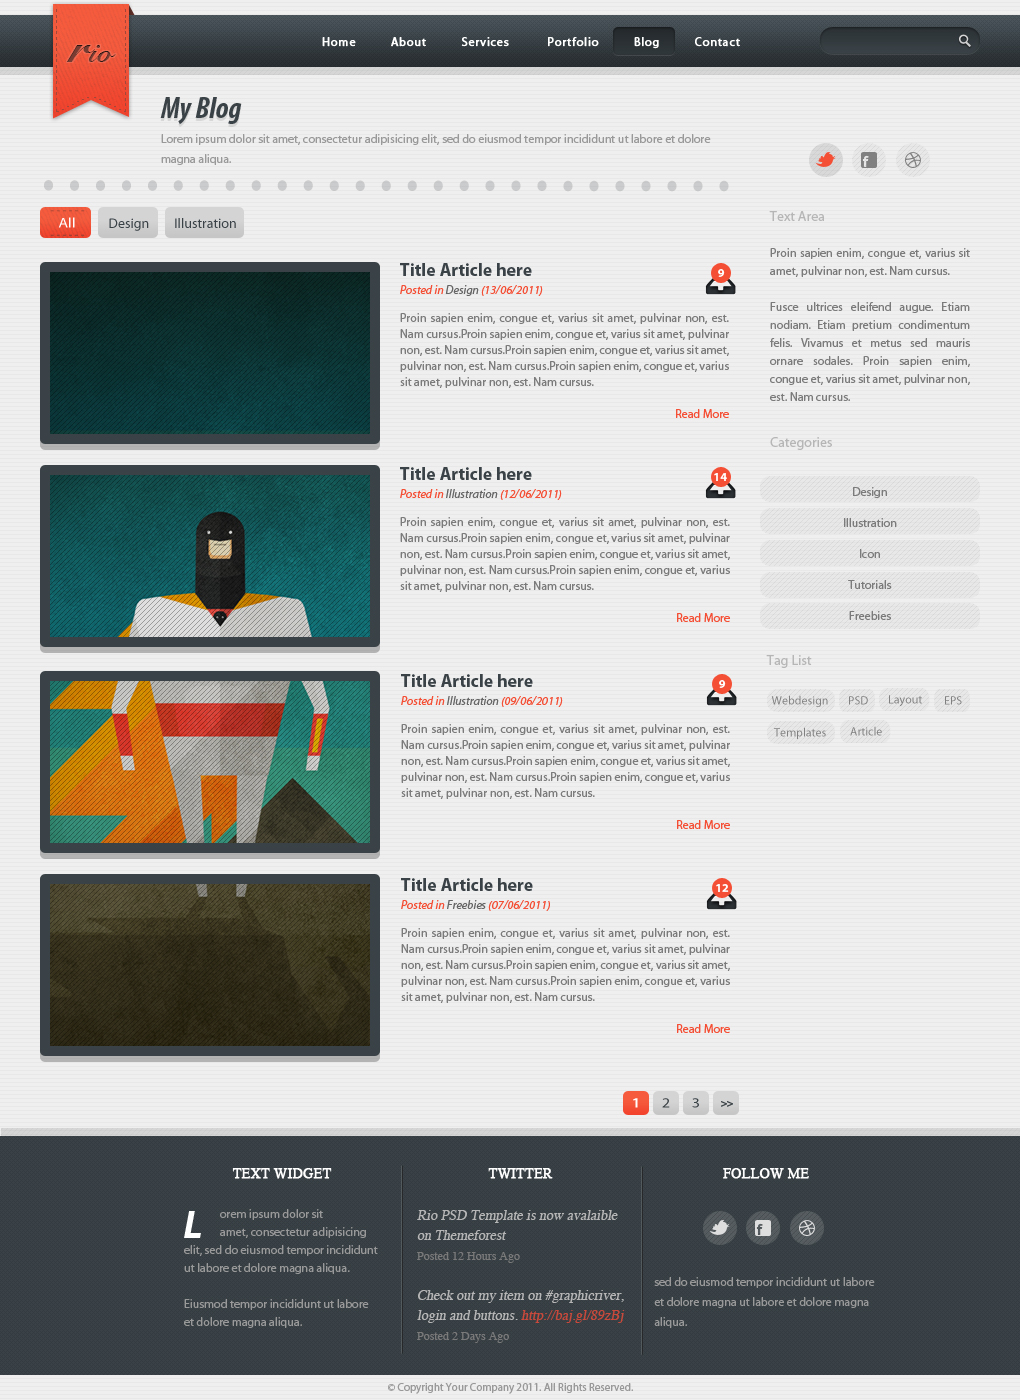 rio
Home About Services Portfolio Blog Contact
My Blog
Lorem ipsum dolor sit amet, consectetur adipisicing elit, sed do eiusmod tempor incididunt ut labore et dolore
magna aliqua.
All Design Illustration
Title Article here
9
Posted in Design (13/06/2011)
Proin sapien enim, congue et, varius sit amet, pulvinar non, est.
Nam cursus.Proin sapien enim, congue et, varius sit amet, pulvinar
non, est. Nam cursus.Proin sapien enim, congue et, varius sit amet,
pulvinar non, est. Nam cursus.Proin sapien enim, congue et, varius
sit amet, pulvinar non, est. Nam cursus.
Read More
Title Article here
14
Posted in Illustration (12/06/2011)
Proin sapien enim, congue et, varius sit amet, pulvinar non, est.
Nam cursus.Proin sapien enim, congue et, varius sit amet, pulvinar
non, est. Nam cursus.Proin sapien enim, congue et, varius sit amet,
pulvinar non, est. Nam cursus.Proin sapien enim, congue et, varius
sit amet, pulvinar non, est. Nam cursus.
Read More
Title Article here
9
Posted in Illustration (09/06/2011)
Proin sapien enim, congue et, varius sit amet, pulvinar non, est.
Nam cursus.Proin sapien enim, congue et, varius sit amet, pulvinar
non, est. Nam cursus.Proin sapien enim, congue et, varius sit amet,
pulvinar non, est. Nam cursus.Proin sapien enim, congue et, varius
sit amet, pulvinar non, est. Nam cursus.
Read More
Title Article here
12
Posted in Freebies (07/06/2011)
Proin sapien enim, congue et, varius sit amet, pulvinar non, est.
Nam cursus.Proin sapien enim, congue et, varius sit amet, pulvinar
non, est. Nam cursus.Proin sapien enim, congue et, varius sit amet,
pulvinar non, est. Nam cursus.Proin sapien enim, congue et, varius
sit amet, pulvinar non, est. Nam cursus.
Read More
1 2 3 >>
Text Area
Proin sapien enim, congue et, varius sit
amet, pulvinar non, est. Nam cursus.
Fusce ultrices eleifend augue. Etiam
nodiam. Etiam pretium condimentum
felis. Vivamus et metus sed mauris
ornare sodales. Proin sapien enim,
congue et, varius sit amet, pulvinar non,
est. Nam cursus.
Categories
Design
Illustration
Icon
Tutorials
Freebies
Tag List
Webdesign PSD Layout EPS
Templates Article
TEXT WIDGET
Lorem ipsum dolor sit
amet, consectetur adipisicing
elit, sed do eiusmod tempor incididunt
ut labore et dolore magna aliqua.
Eiusmod tempor incididunt ut labore
et dolore magna aliqua.
TWITTER
Rio PSD Template is now avalaible
on Themeforest
Posted 12 Hours Ago
Check out my item on #graphicriver,
login and buttons. http://baj.gl/89zBj
Posted 2 Days Ago
FOLLOW ME
sed do eiusmod tempor incididunt ut labore
et dolore magna ut labore et dolore magna
aliqua.
© Copyright Your Company 2011. All Rights Reserved.